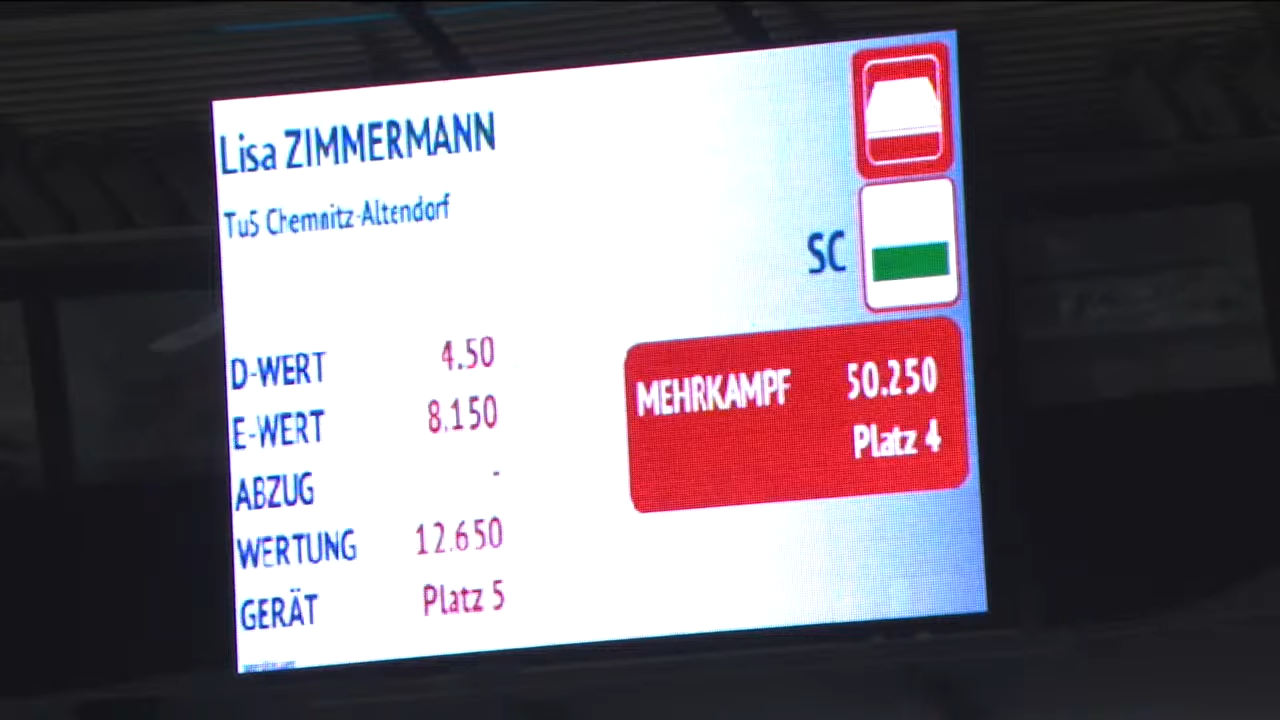 Lisa ZIMMERMANN
TuS Chemnitz-Altendorf
SC
D-WERT 4.50
E-WERT 8.150
ABZUG -
WERTUNG 12.650
GERÄT Platz 5
MEHRKAMPF 50.250
Platz 4